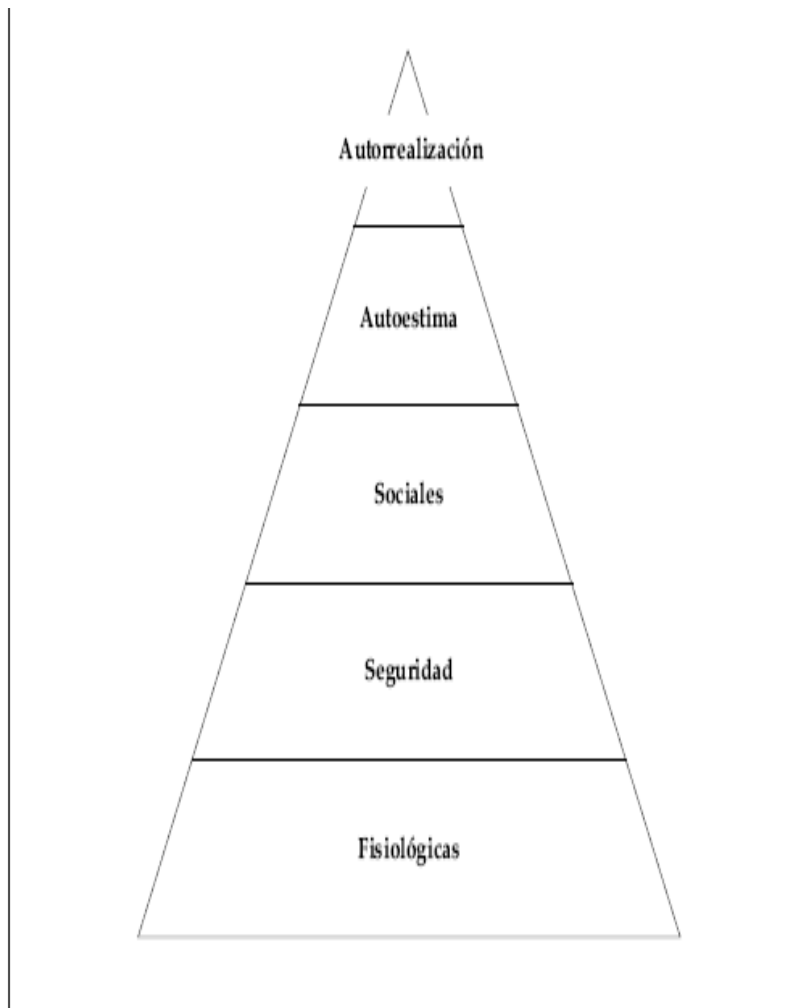 Autorrealización
Autoestima
Sociales
Seguridad
Fisiológicas